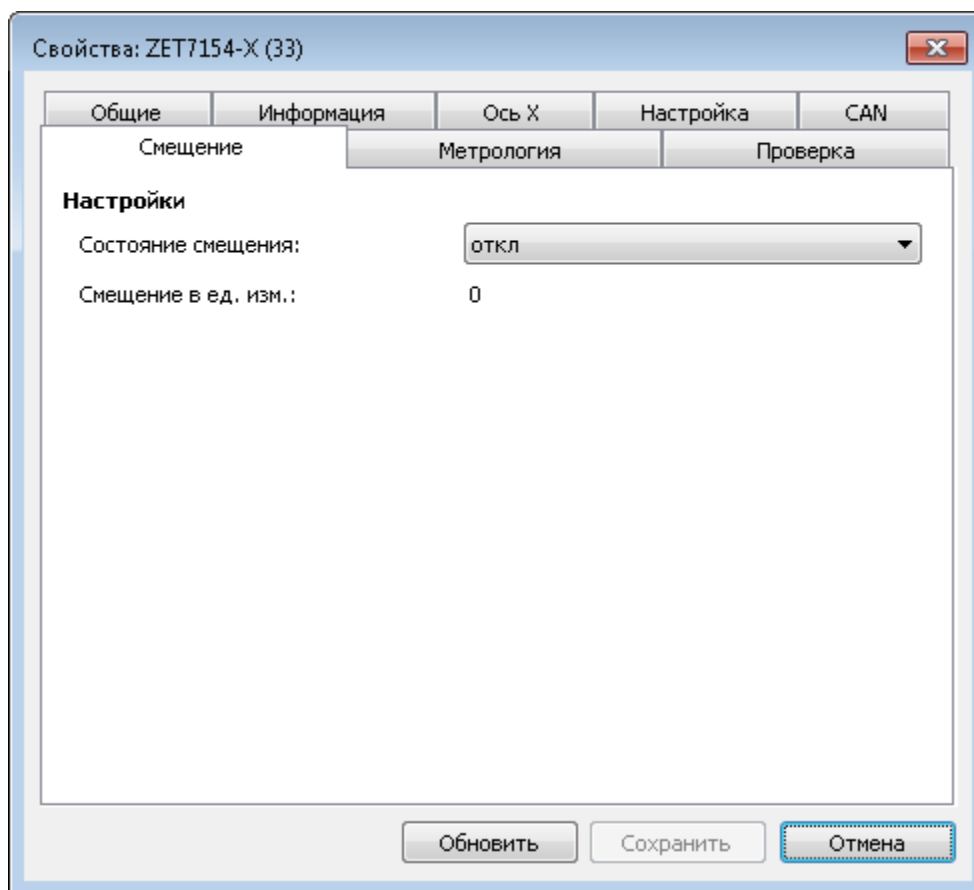 Свойства: ZET7154-X (33)
Общие Информация Ось X Настройка CAN
Смещение Метрология Проверка
Настройки
Состояние смещения: откл
Смещение в ед. изм.: 0
Обновить Сохранить Отмена